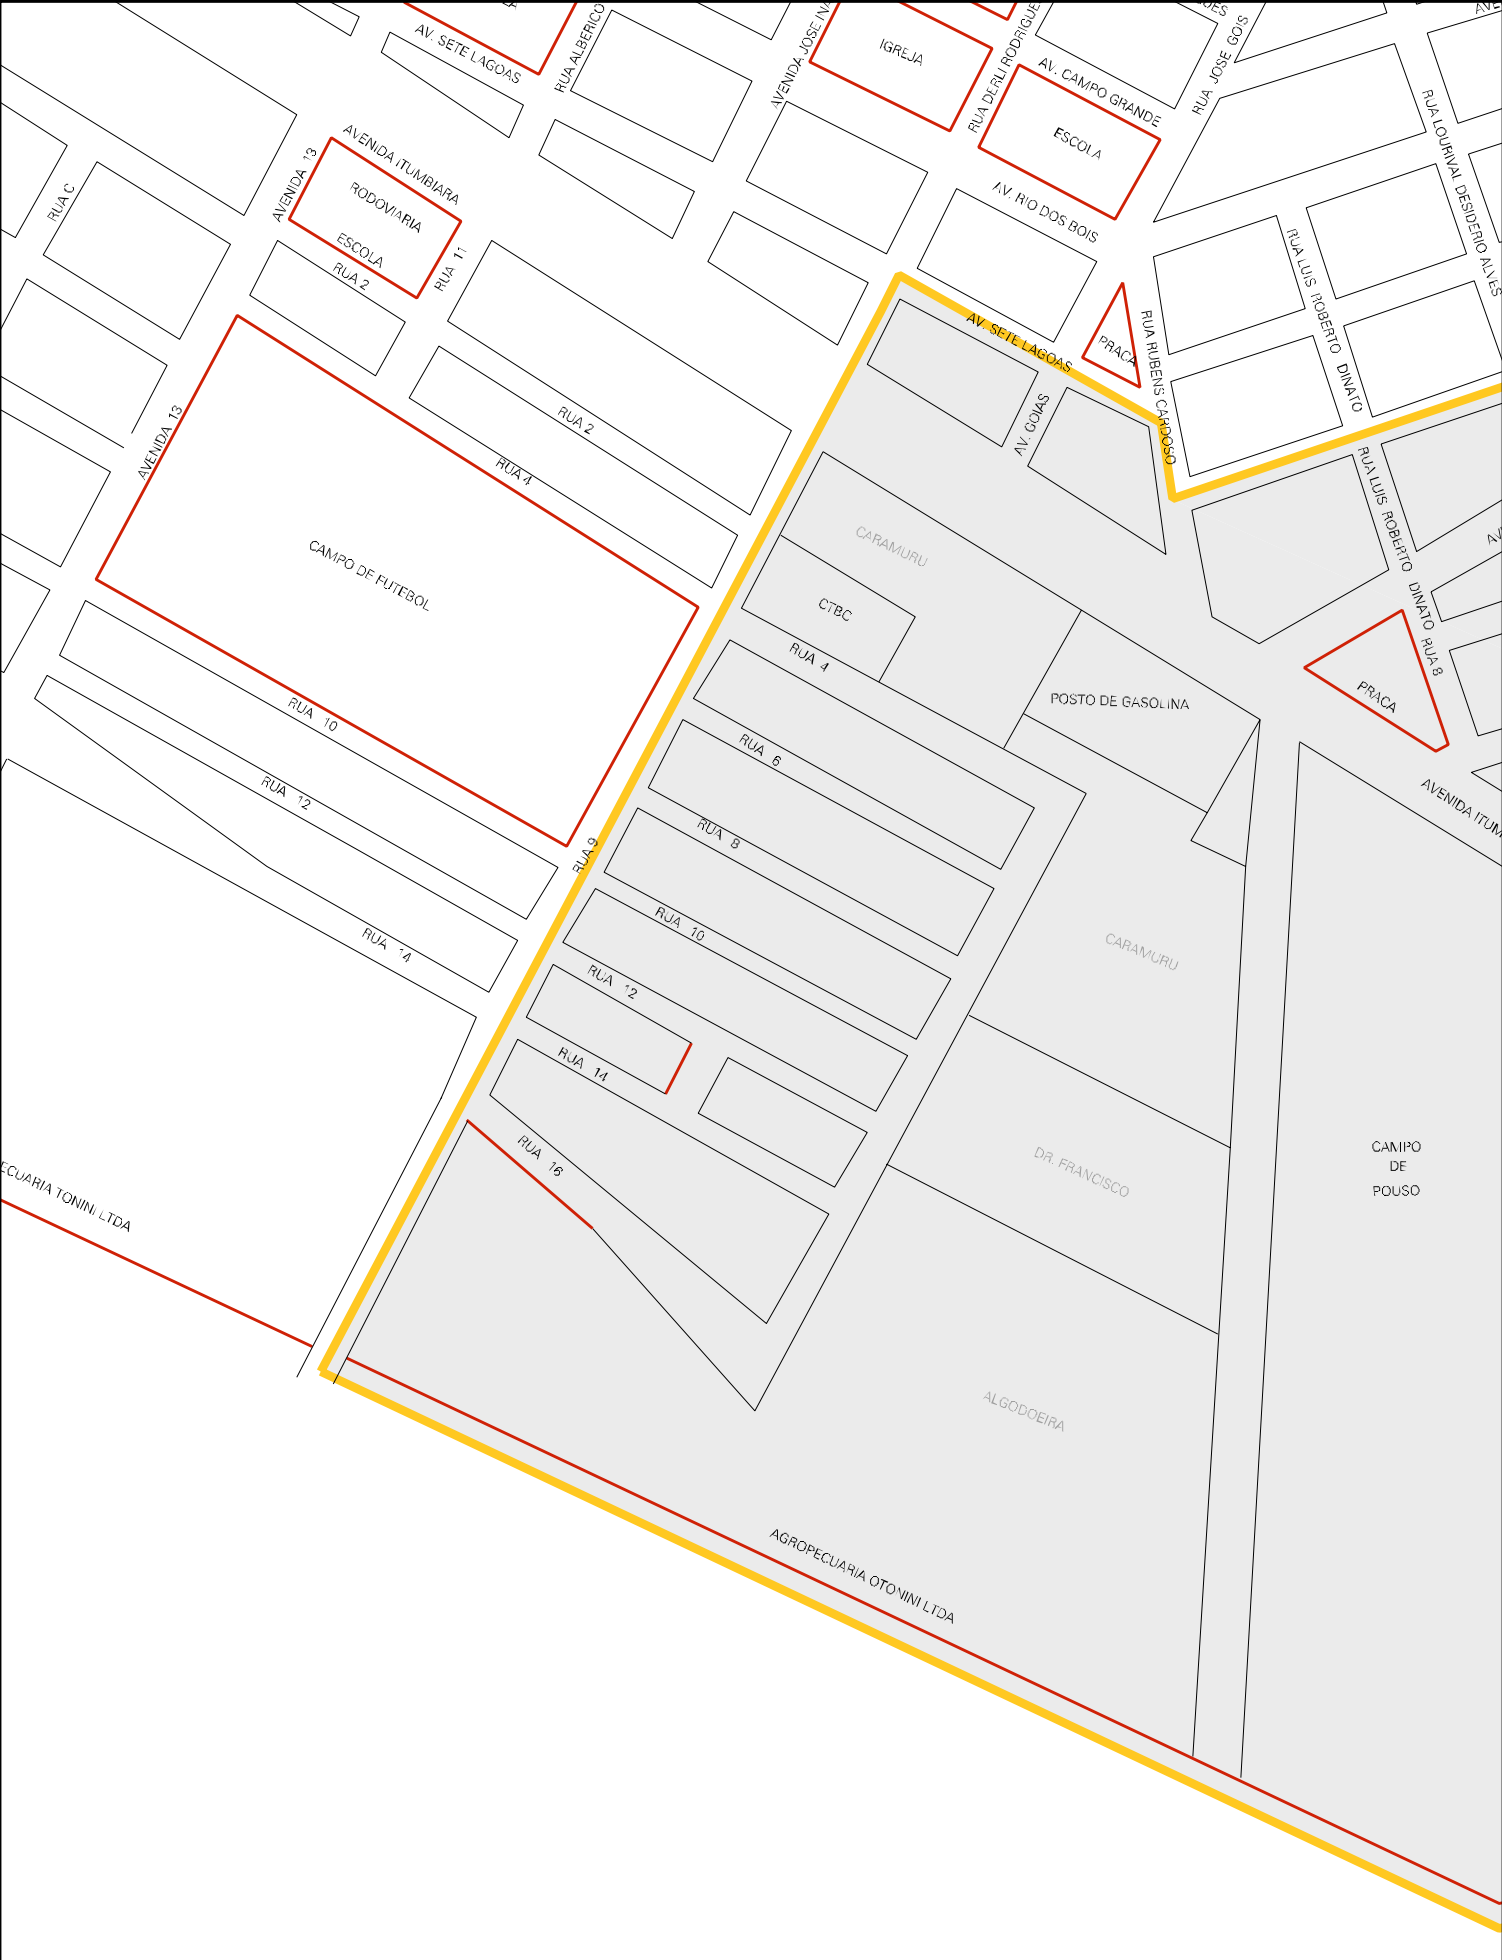 AV. SETE LAGOAS
RUA ALBERICO
AVENIDA JOSE
IGREJA
RUA DERLI RODRIGUE
AV. CAMPO GRANDE
ESCOLA
RUA JOSE GOIS
RUA LOURIVAL DESIDERIO ALVES
AVENIDA ITUMBIARA
AVENIDA 13
RODOVIARIA
ESCOLA
RUA C
RUA 2
RUA 11
AV. RIO DOS BOIS
RUA LUIS ROBERTO DINATO
AV. SETE LAGOAS
PRACA
RUA RUBENS CARDOSO
AVENIDA 13
RUA 2
RUA 4
AV. GOIAS
RUA LUIS ROBERTO DINATO
CAMPO DE FUTEBOL
CARAMURU
CTBC
RUA 4
POSTO DE GASOLINA
RUA 8
PRACA
RUA 10
RUA 6
RUA 12
AVENIDA ITUM
RUA 8
RUA 9
RUA 10
RUA 14
CARAMURU
RUA 12
RUA 14
RUA 16
DR. FRANCISCO
CAMPO
DE
POUSO
ECUARIA TONINI LTDA
ALGODOEIRA
AGROPECUARIA OTONINI LTDA